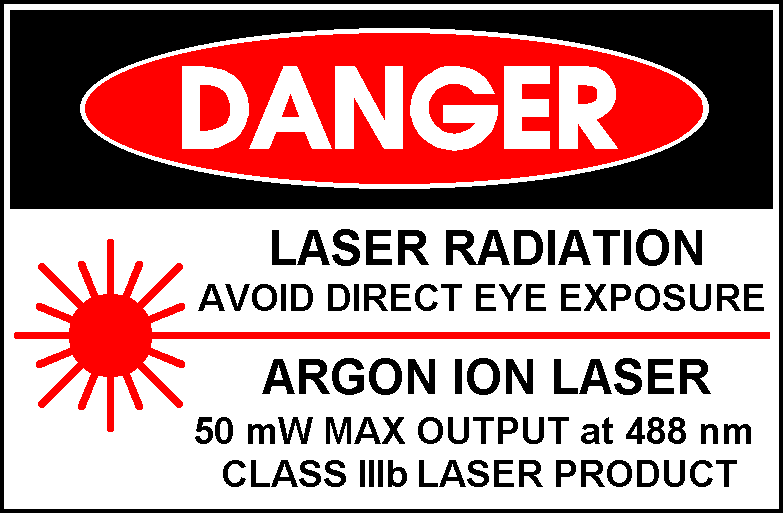 DANGER
LASER RADIATION
AVOID DIRECT EYE EXPOSURE
ARGON ION LASER
50 mW MAX OUTPUT at 488 nm
CLASS IIIb LASER PRODUCT